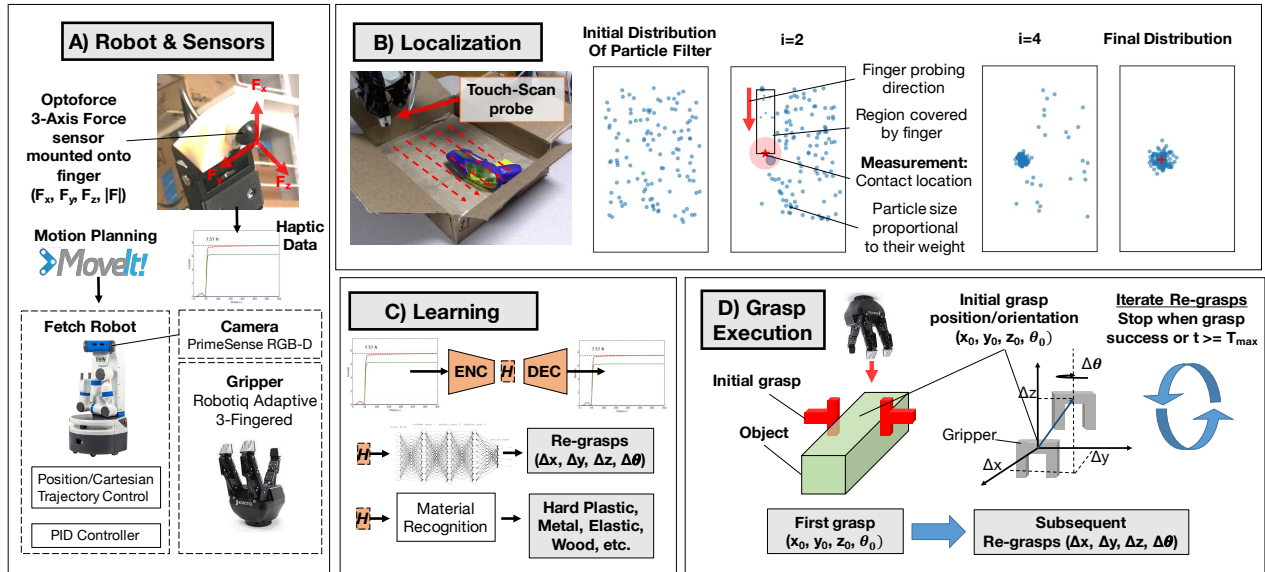 A) Robot & Sensors
Optoforce
3-Axis Force
sensor
mounted onto
finger
(Fx, Fy, Fz, |F|)
Fx
Fy
Fz
Motion Planning
MoveIt!
Haptic
Data
7.57 N
Fetch Robot
Position/Cartesian
Trajectory Control
PID Controller
Camera
PrimeSense RGB-D
Gripper
Robotiq Adaptive
3-Fingered
B) Localization
Touch-Scan
probe
Initial Distribution
Of Particle Filter
i=2
Finger probing
direction
Region covered
by finger
Measurement:
Contact location
Particle size
proportional
to their weight
i=4
Final Distribution
C) Learning
7.57 N
ENC
H
DEC
7.57 N
H
Re-grasps
(Δx, Δy, Δz, Δθ)
H
Material
Recognition
Hard Plastic,
Metal, Elastic,
Wood, etc.
D) Grasp
Execution
Initial grasp
position/orientation
(x₀, y₀, z₀, θ₀)
Iterate Re-grasps
Stop when grasp
success or t >= Tmax
Initial grasp
Object
Gripper
Δθ
Δz
Δx
Δy
First grasp
(x₀, y₀, z₀, θ₀)
Subsequent
Re-grasps (Δx, Δy, Δz, Δθ)